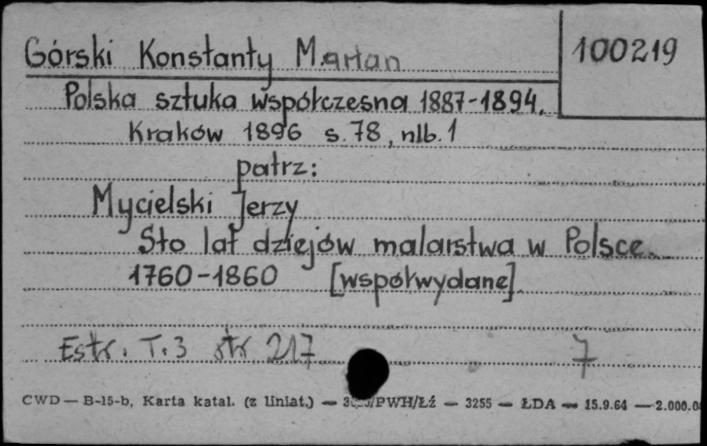 Górski Konstanty Marian 100219
Polska sztuka współczesna 1887-1894.
Kraków 1896 s.78, nlb.1
patrz:
Mycielski Jerzy
Sto lat dziejów malarstwa w Polsce
1760-1860 [współwydane]
Estr. T.3 str 217 7
CWD — B-15-b, Karta katal. (z liniat.) — /PWH/Łź — 3255 — ŁDA — 15.9.64 — 2.000.0